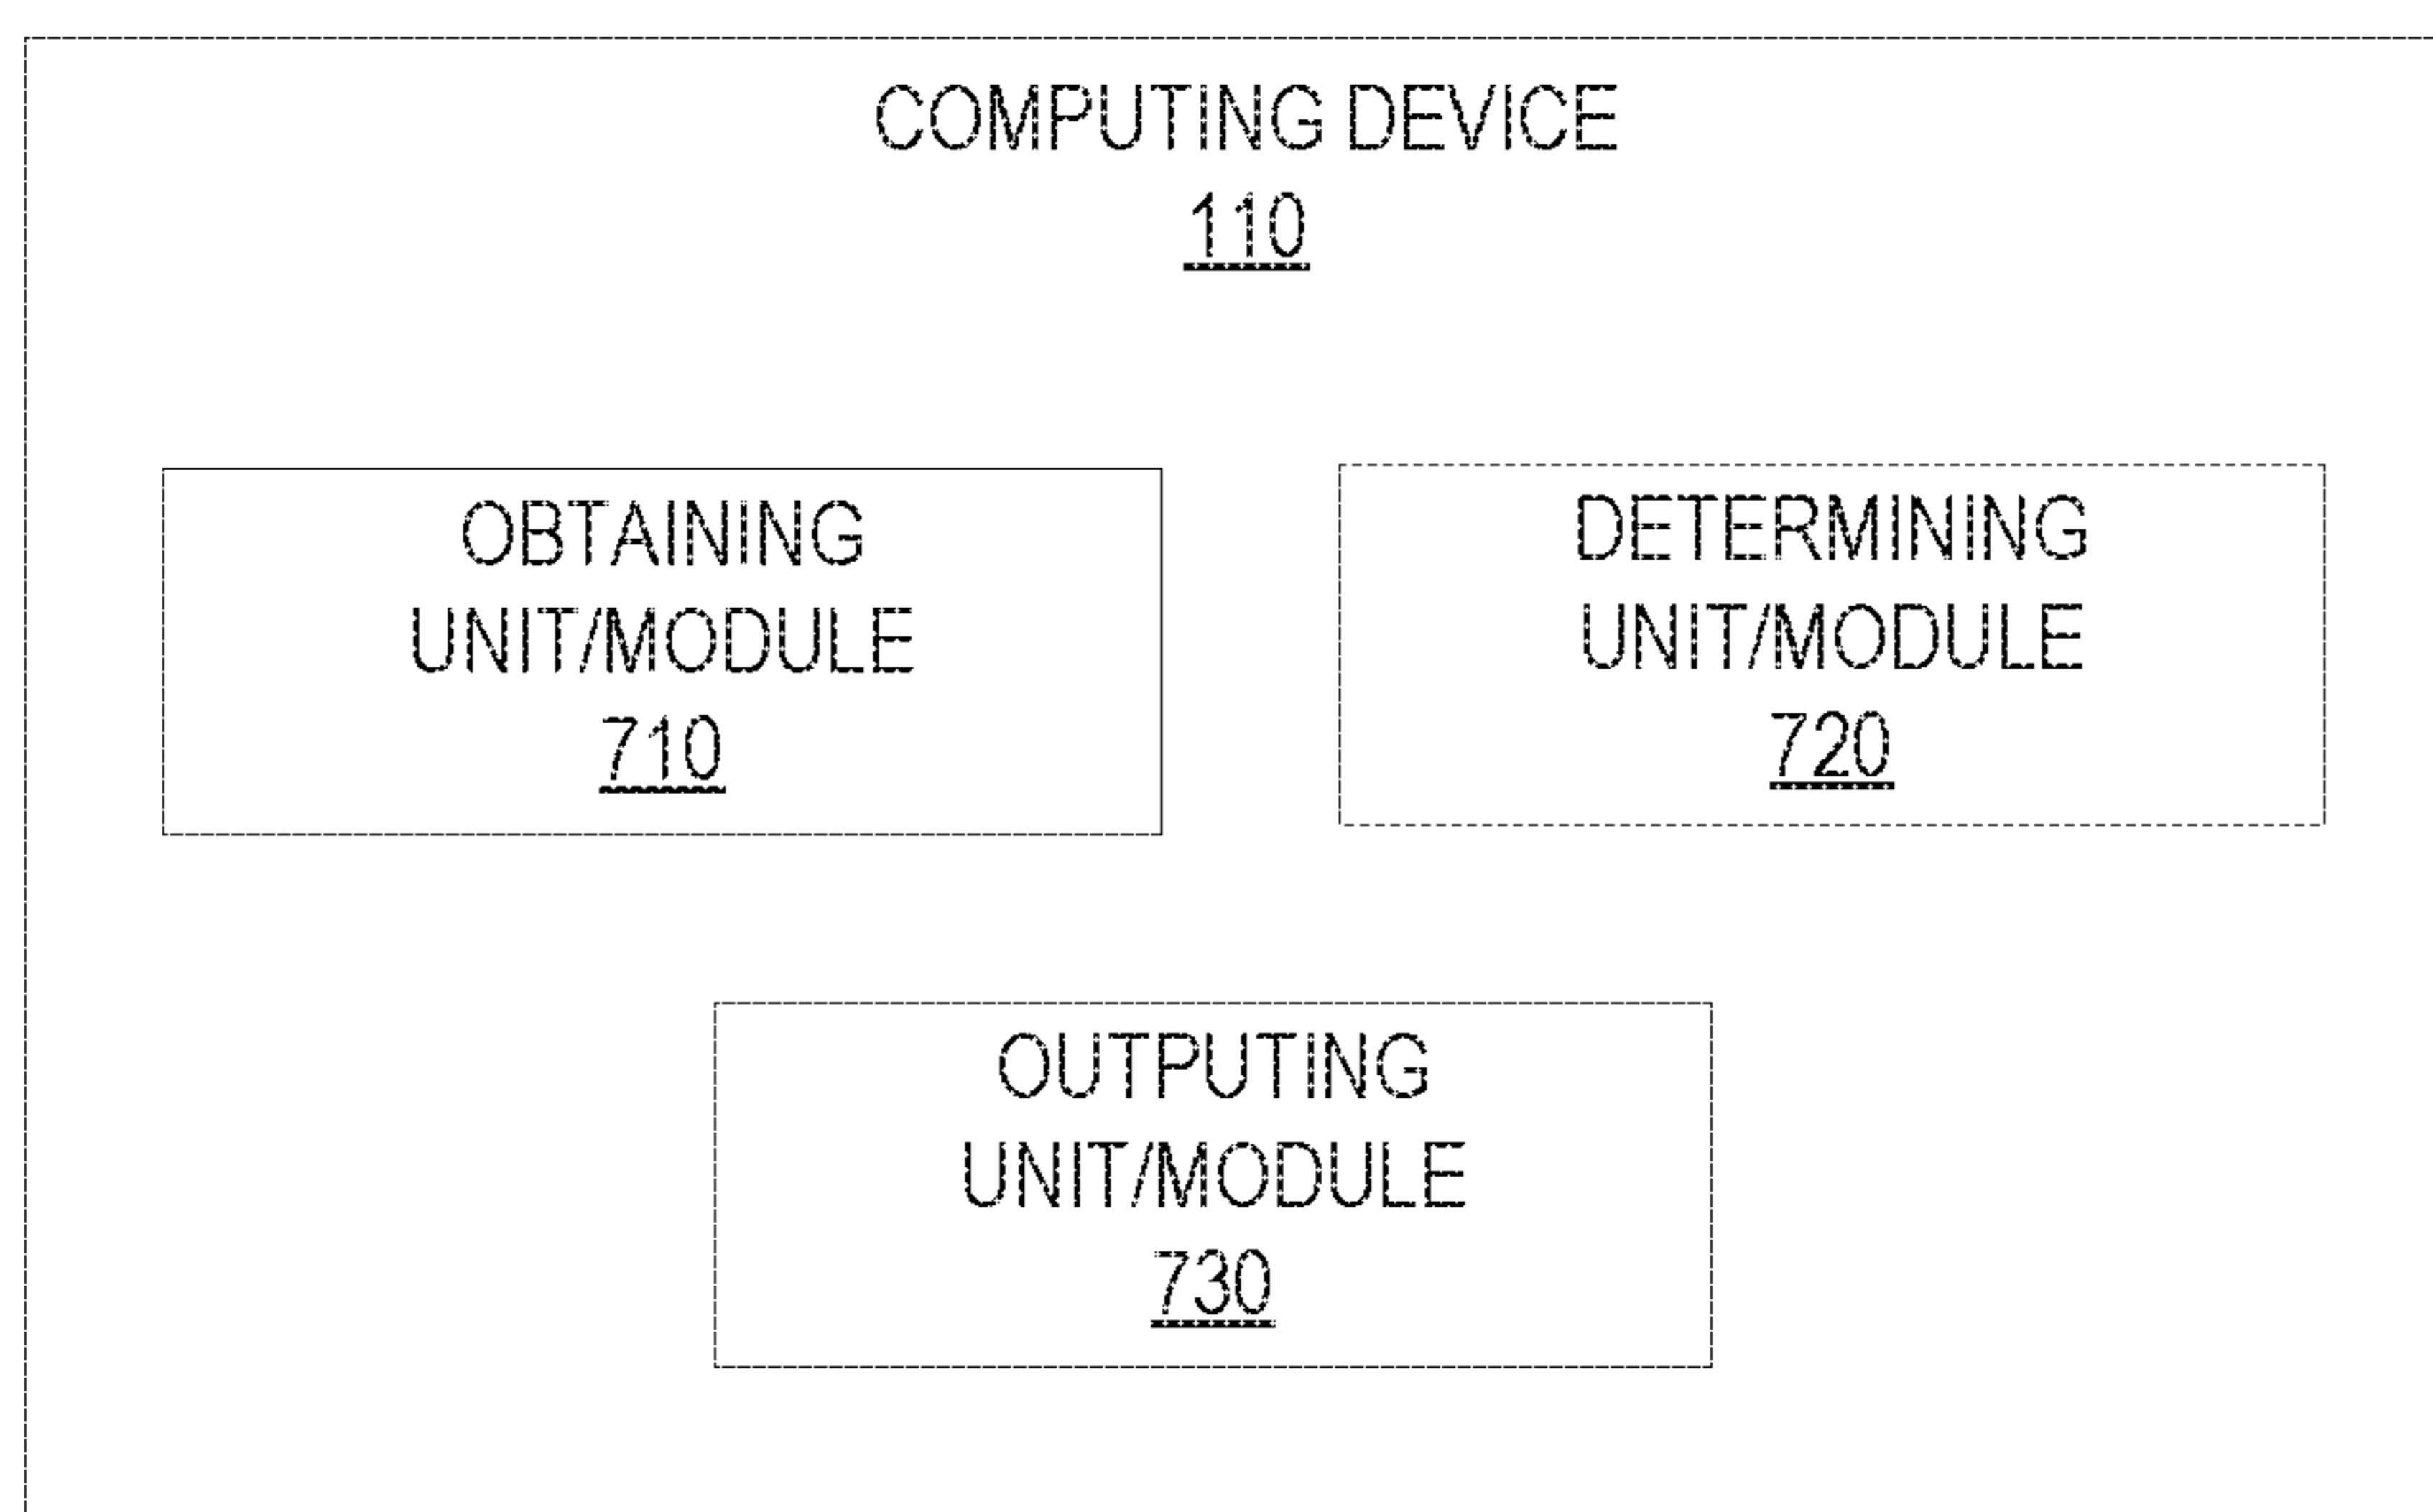 COMPUTING DEVICE
110
OBTAINING
UNIT/MODULE
710
DETERMINING
UNIT/MODULE
720
OUTPUTING
UNIT/MODULE
730